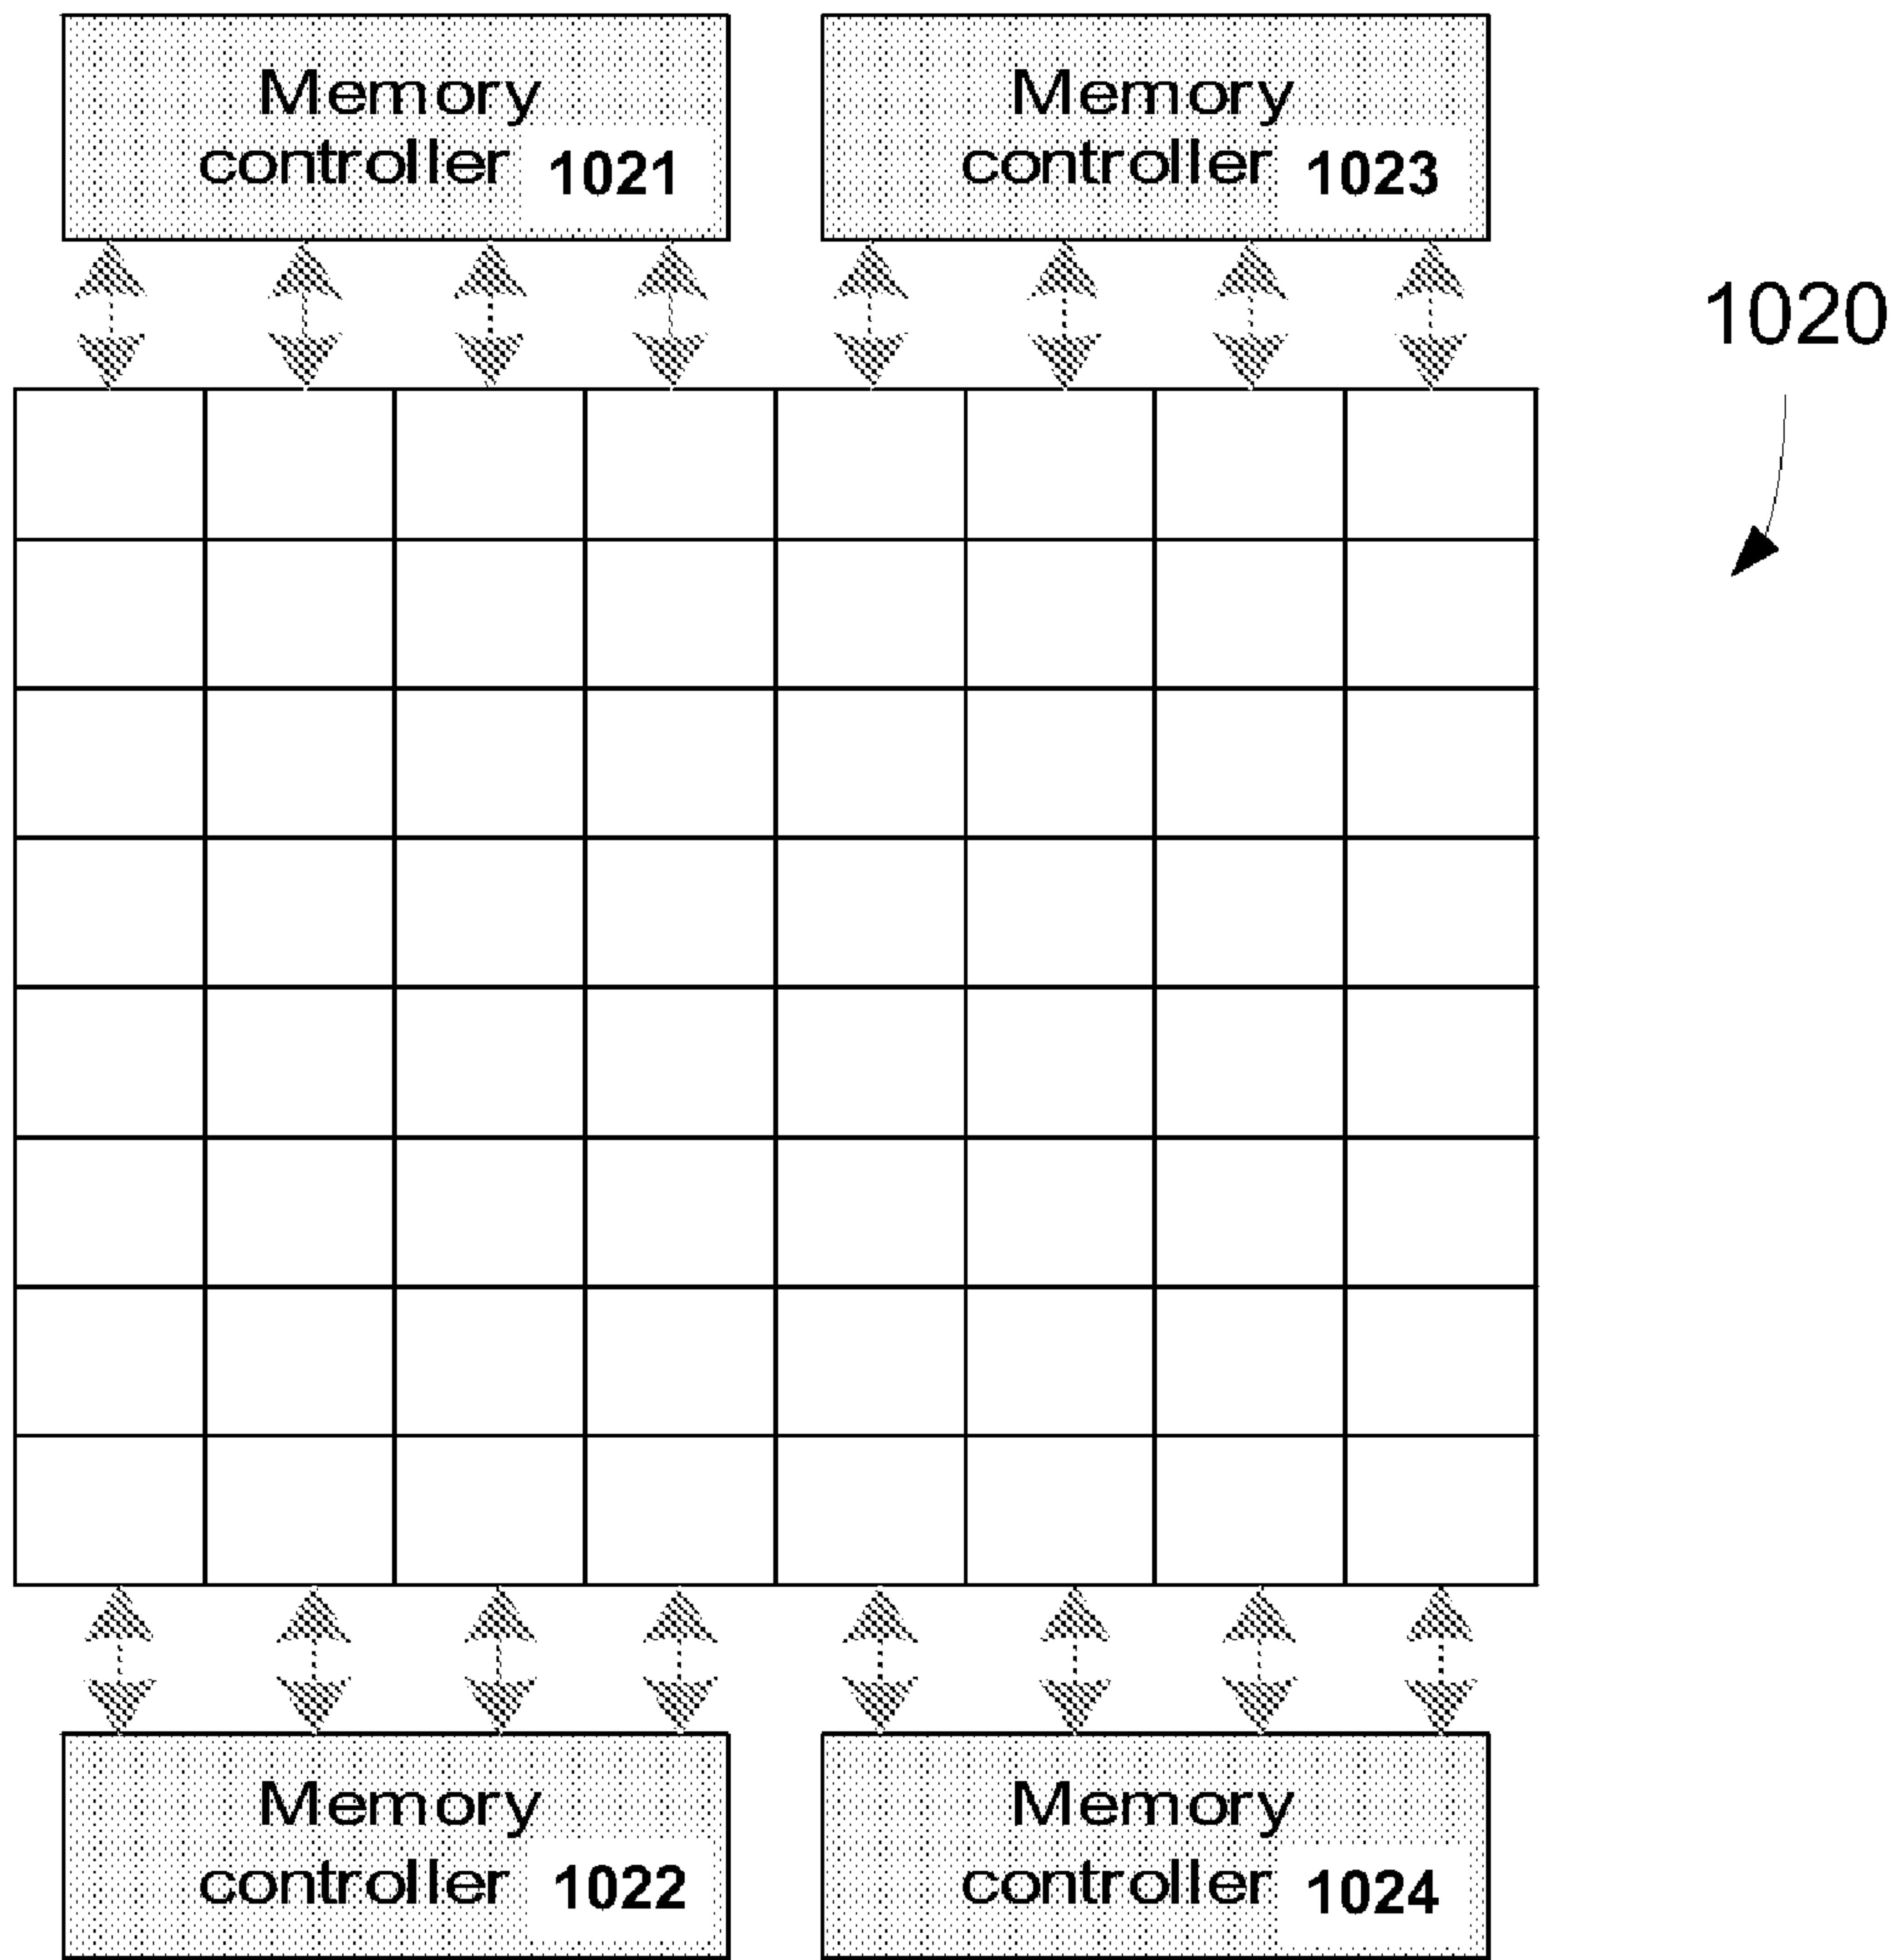 Memory
controller 1021
Memory
controller 1023
1020
Memory
controller 1022
Memory
controller 1024